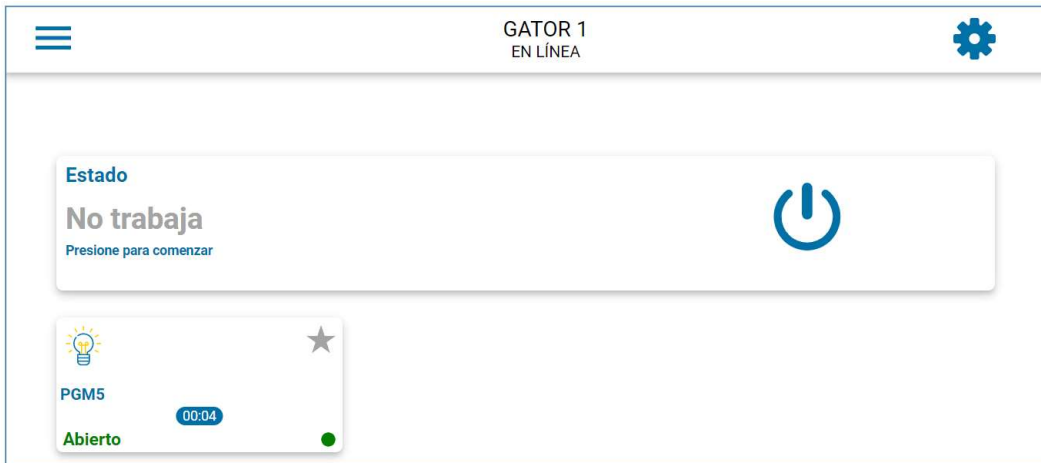 GATOR 1
EN LÍNEA
Estado
No trabaja
Presione para comenzar
PGM5
00:04
Abierto